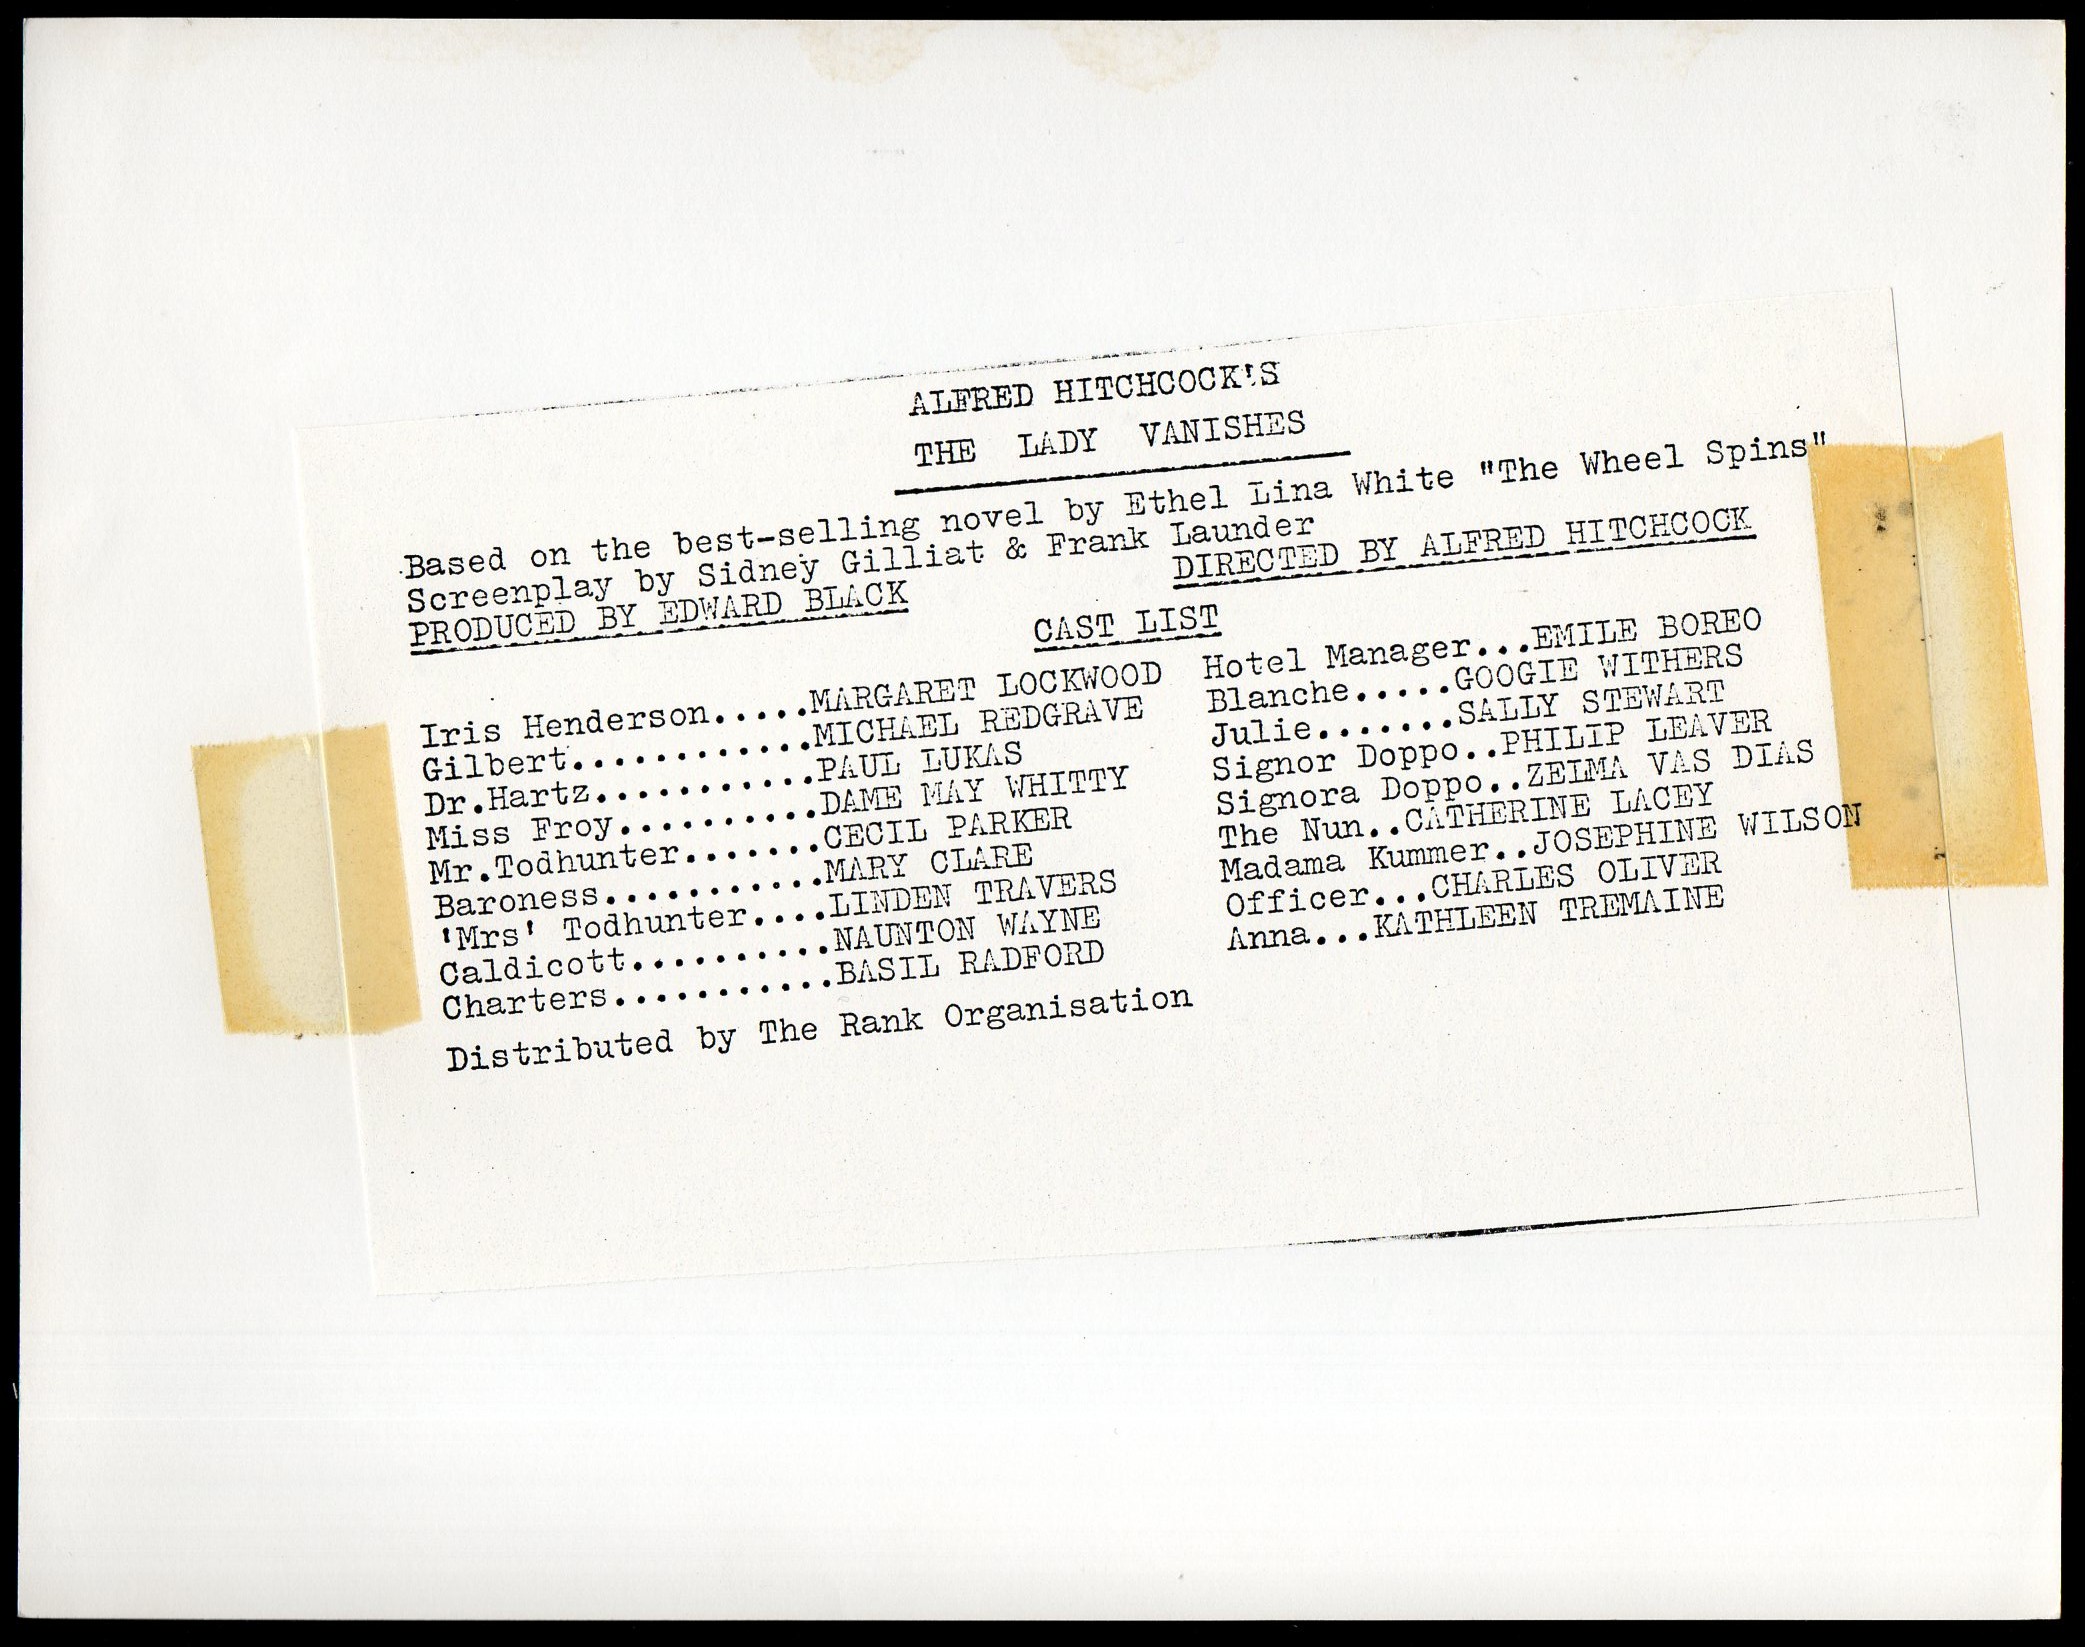 ALFRED HITCHCOCK'S
THE LADY VANISHES
Based on the best-selling novel by Ethel Lina White "The Wheel Spins"
Screenplay by Sidney Gilliat & Frank Launder
PRODUCED BY EDWARD BLACK DIRECTED BY ALFRED HITCHCOCK
CAST LIST
Iris Henderson.....MARGARET LOCKWOOD
Gilbert............MICHAEL REDGRAVE
Dr.Hartz...........PAUL LUKAS
Miss Froy..........DAME MAY WHITTY
Mr.Todhunter.......CECIL PARKER
Baroness...........MARY CLARE
'Mrs' Todhunter....LINDEN TRAVERS
Caldicott..........NAUNTON WAYNE
Charters...........BASIL RADFORD
Hotel Manager...EMILE BOREO
Blanche.....GOOGIE WITHERS
Julie.......SALLY STEWART
Signor Doppo..PHILIP LEAVER
Signora Doppo..ZELMA VAS DIAS
The Nun..CATHERINE LACEY
Madama Kummer..JOSEPHINE WILSON
Officer...CHARLES OLIVER
Anna...KATHLEEN TREMAINE
Distributed by The Rank Organisation